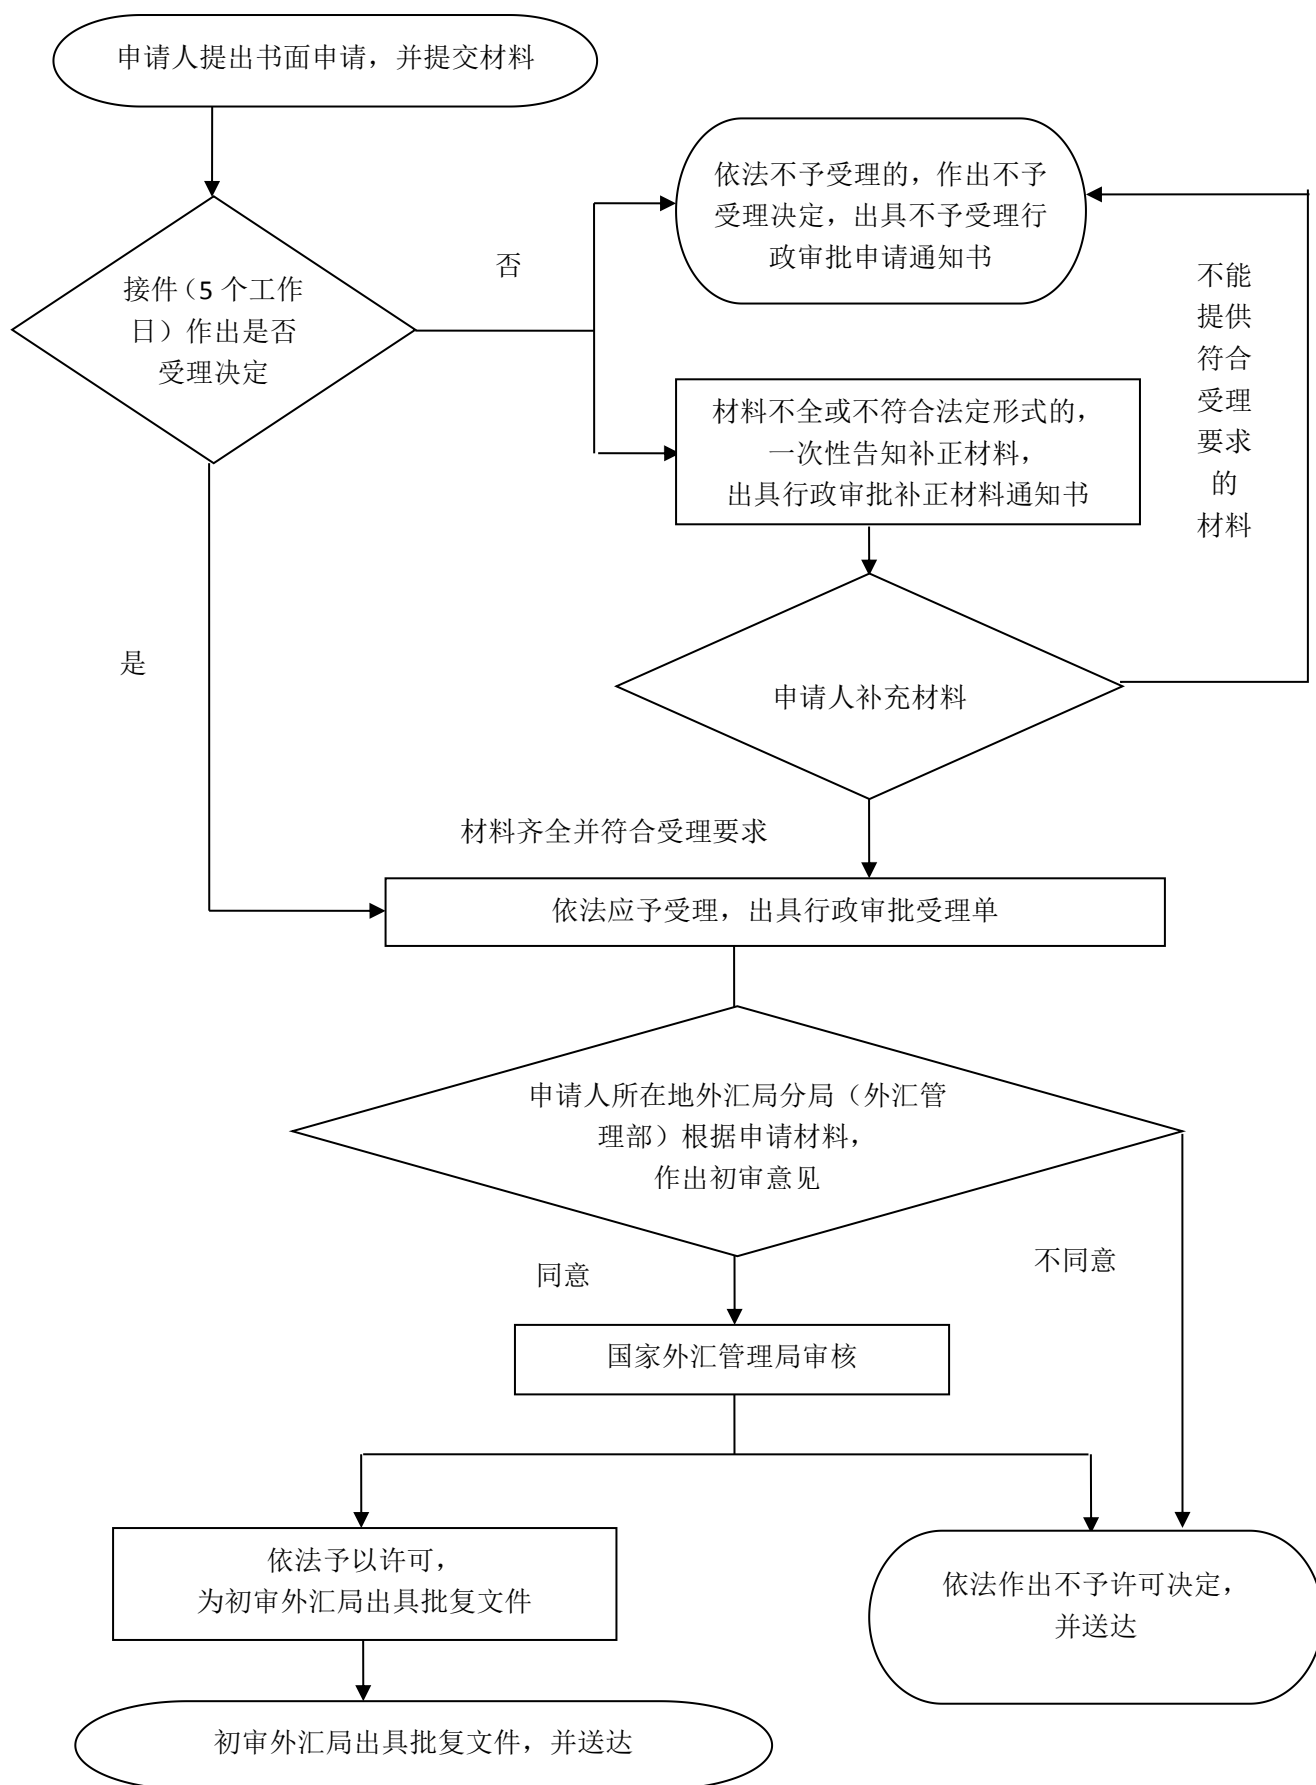 申请人提出书面申请，并提交材料
依法不予受理的，作出不予
受理决定，出具不予受理行
政审批申请通知书
否
接件（5 个工作
日）作出是否
受理决定
不能
提供
符合
受理
要求
的
材料
材料不全或不符合法定形式的，
一次性告知补正材料，
出具行政审批补正材料通知书
是
申请人补充材料
材料齐全并符合受理要求
依法应予受理，出具行政审批受理单
申请人所在地外汇局分局（外汇管
理部）根据申请材料，
作出初审意见
同意
不同意
国家外汇管理局审核
依法予以许可，
为初审外汇局出具批复文件
依法作出不予许可决定，
并送达
初审外汇局出具批复文件，并送达